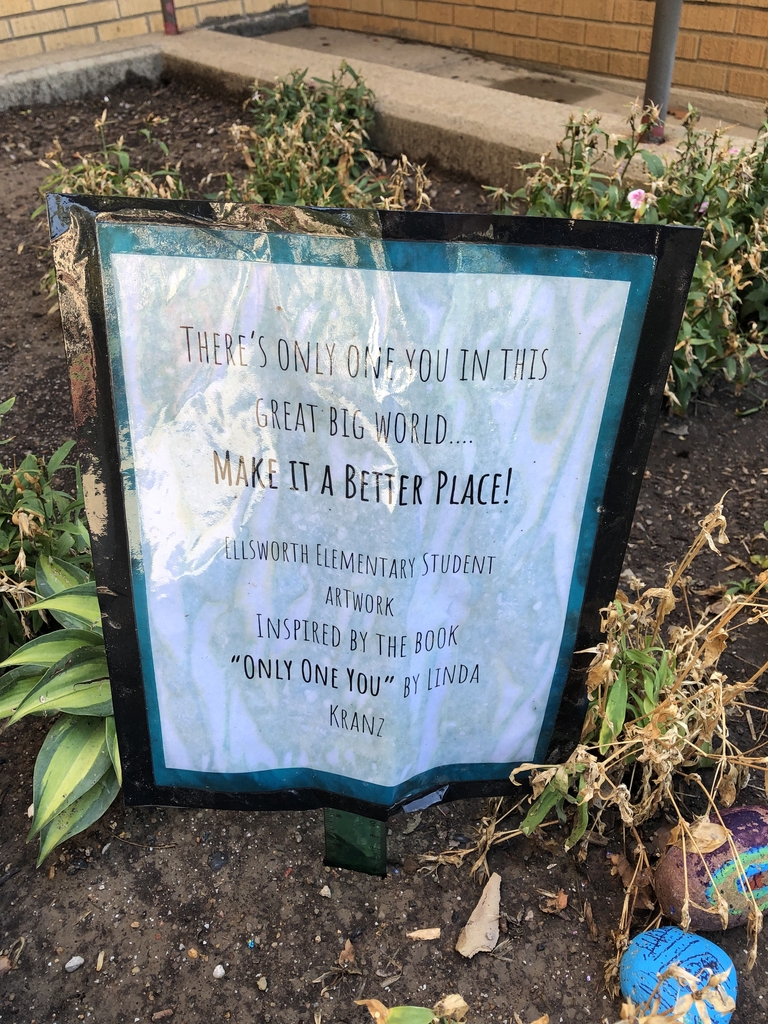 There's only one you in this
great big world....
Make it a Better Place!
Ellsworth Elementary Student
artwork
Inspired by the book
"Only One You" by Linda
Kranz